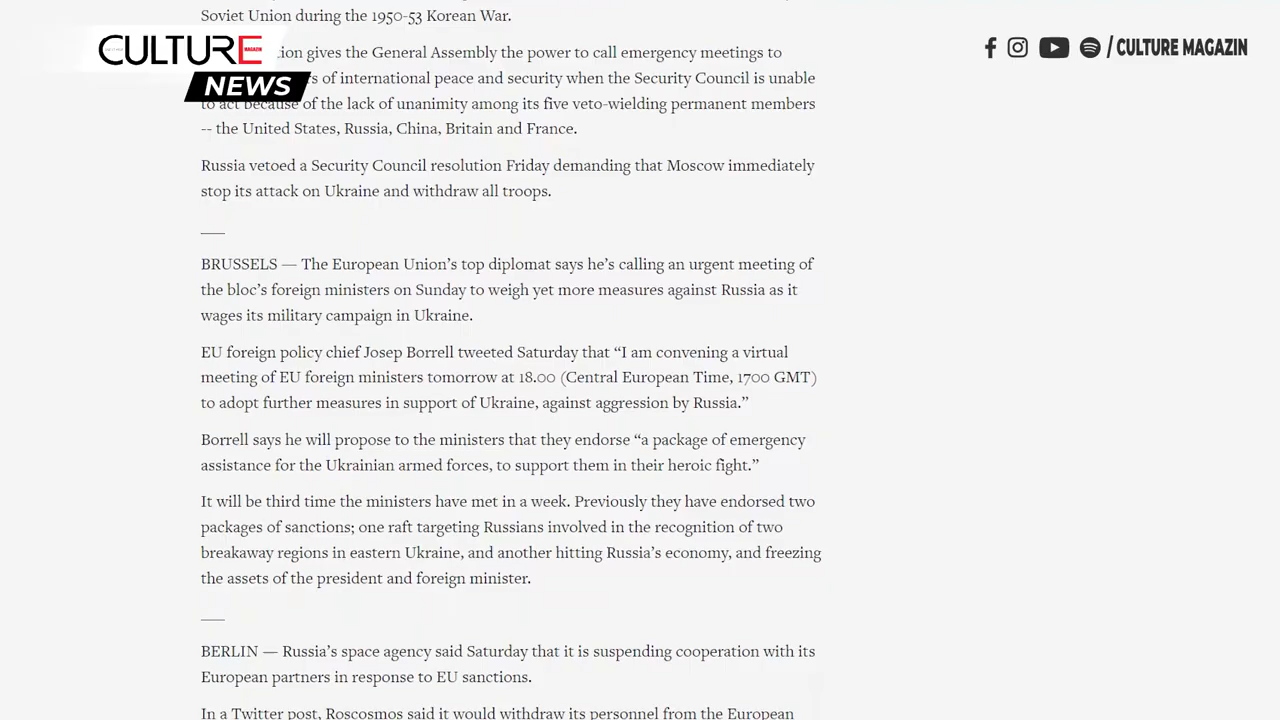 Soviet Union during the 1950-53 Korean War.
CULTURE
MAGAZIN
NEWS
/ CULTURE MAGAZIN
gives the General Assembly the power to call emergency meetings to
of international peace and security when the Security Council is unable
to act because of the lack of unanimity among its five veto-wielding permanent members
-- the United States, Russia, China, Britain and France.
Russia vetoed a Security Council resolution Friday demanding that Moscow immediately
stop its attack on Ukraine and withdraw all troops.
BRUSSELS — The European Union’s top diplomat says he’s calling an urgent meeting of
the bloc’s foreign ministers on Sunday to weigh yet more measures against Russia as it
wages its military campaign in Ukraine.
EU foreign policy chief Josep Borrell tweeted Saturday that “I am convening a virtual
meeting of EU foreign ministers tomorrow at 18.00 (Central European Time, 1700 GMT)
to adopt further measures in support of Ukraine, against aggression by Russia.”
Borrell says he will propose to the ministers that they endorse “a package of emergency
assistance for the Ukrainian armed forces, to support them in their heroic fight.”
It will be third time the ministers have met in a week. Previously they have endorsed two
packages of sanctions; one raft targeting Russians involved in the recognition of two
breakaway regions in eastern Ukraine, and another hitting Russia’s economy, and freezing
the assets of the president and foreign minister.
BERLIN — Russia’s space agency said Saturday that it is suspending cooperation with its
European partners in response to EU sanctions.
In a Twitter post, Roscosmos said it would withdraw its personnel from the European